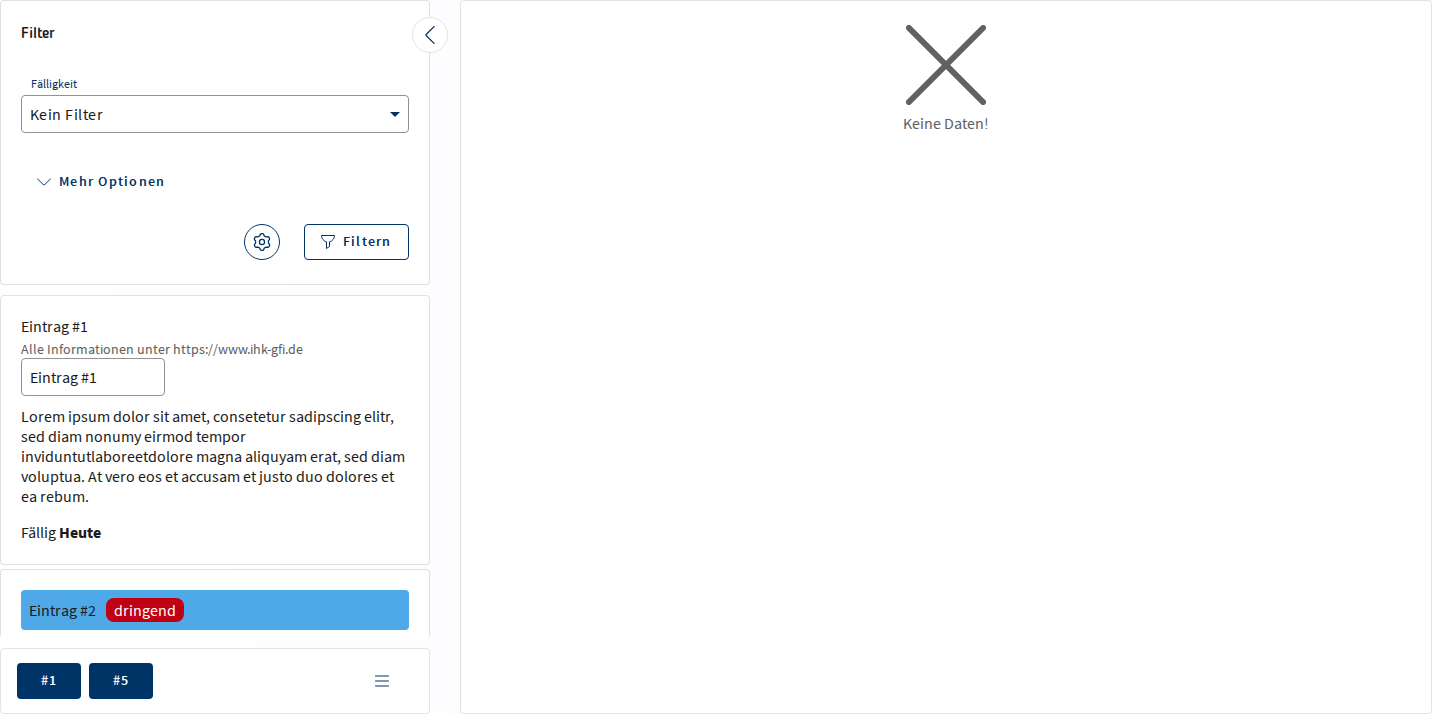 Filter
Fälligkeit
Kein Filter
Mehr Optionen
Filtern
Eintrag #1
Alle Informationen unter https://www.ihk-gfi.de
Eintrag #1
Lorem ipsum dolor sit amet, consetetur sadipscing elitr,
sed diam nonumy eirmod tempor
inviduntutlaboreetdolore magna aliquyam erat, sed diam
voluptua. At vero eos et accusam et justo duo dolores et
ea rebum.
Fällig Heute
Eintrag #2 dringend
#1 #5
Keine Daten!